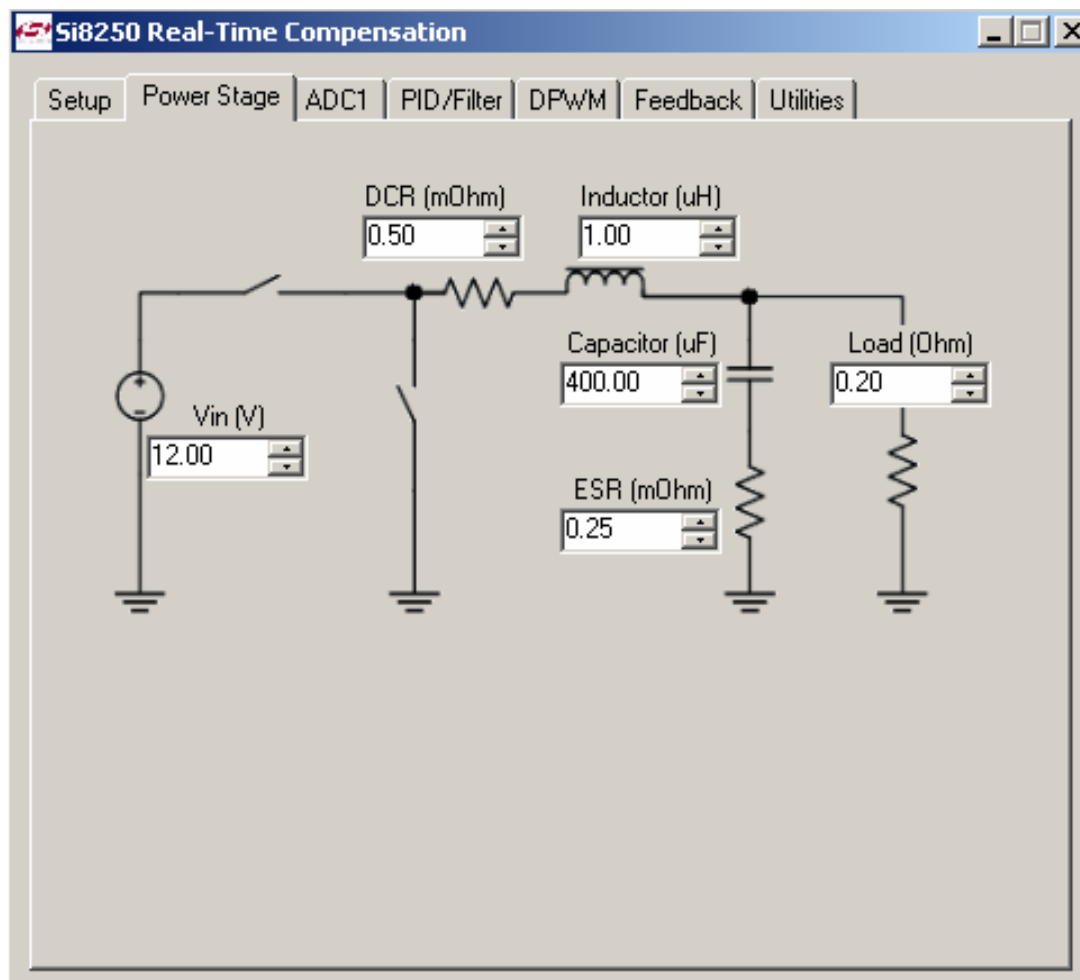 Si8250 Real-Time Compensation
Setup Power Stage ADC1 PID/Filter DPWM Feedback Utilities
DCR (mOhm) Inductor (uH)
0.50 1.00
Capacitor (uF) Load (Ohm)
400.00 0.20
Vin (V)
12.00
ESR (mOhm)
0.25